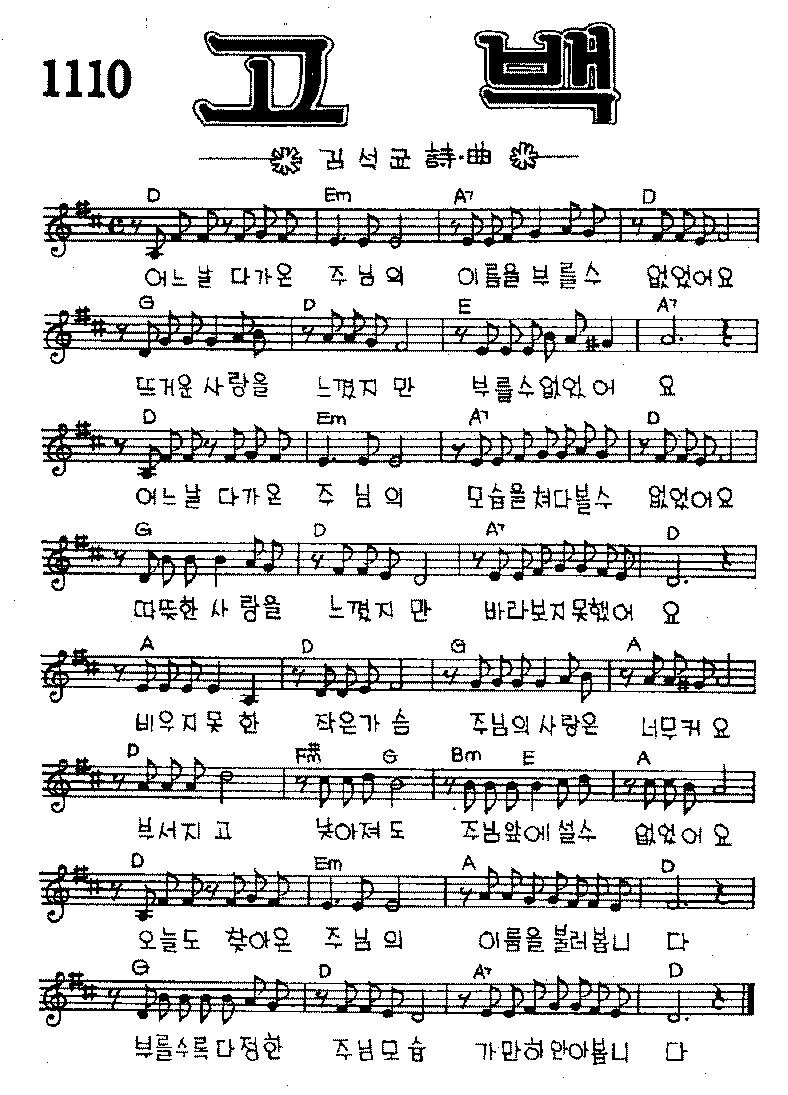 1110 고 백
김 석 균 詩·曲
D Em A7 D
어느날 다가온 주 님 의 이름을 부 를 수 없었어요
G D E A7
뜨거운 사 랑을 느꼈지 만 부를수없었 어 요
D Em A7 D
어느날 다가온 주 님 의 모습을쳐다볼수 없었어요
G D A7 D
따뜻한 사 랑을 느꼈지 만 바라보지못했어 요
A D G A
비우지못 한 작은가 슴 주님의 사랑은 너무커 요
D F#m G Bm E A
부서지 고 낮아져 도 주님앞에 설수 없었어 요
D Em A D
오늘도 찾아온 주 님 의 이름을 불러봅니 다
G D A7 D
부를수록 다정한 주님모 습 가만히 안아봅니 다